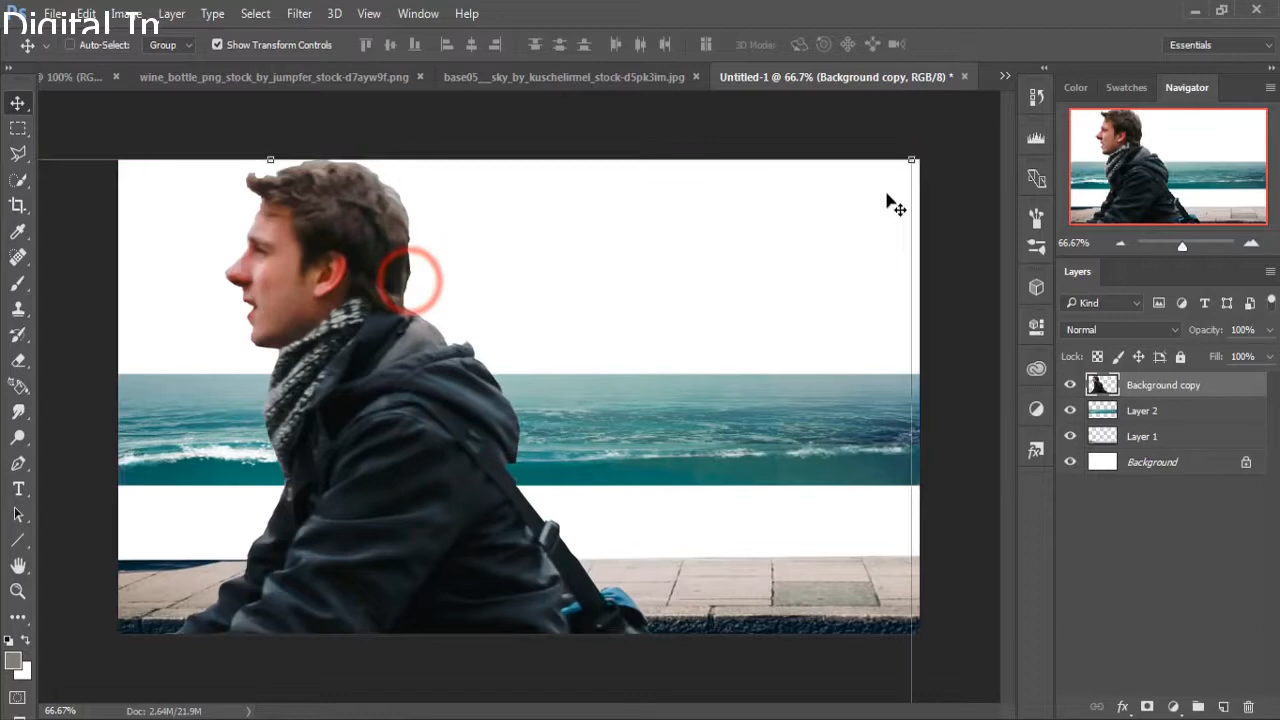 Digital
File Edit Image Layer Type Select Filter 3D View Window Help
Auto-Select: Group Show Transform Controls 3D Mode: Essentials
@ 100% (RG... × wine_bottle_png_stock_by_jumpfer_stock-d7ayw9f.png × base05__sky_by_kuschelirmel_stock-d5pk3im.jpg × Untitled-1 @ 66.7% (Background copy, RGB/8) * ×
Color Swatches Navigator
66.67%
Layers
Kind
Normal Opacity: 100%
Lock: Fill: 100%
Background copy
Layer 2
Layer 1
Background
66.67% Doc: 2.64M/21.9M